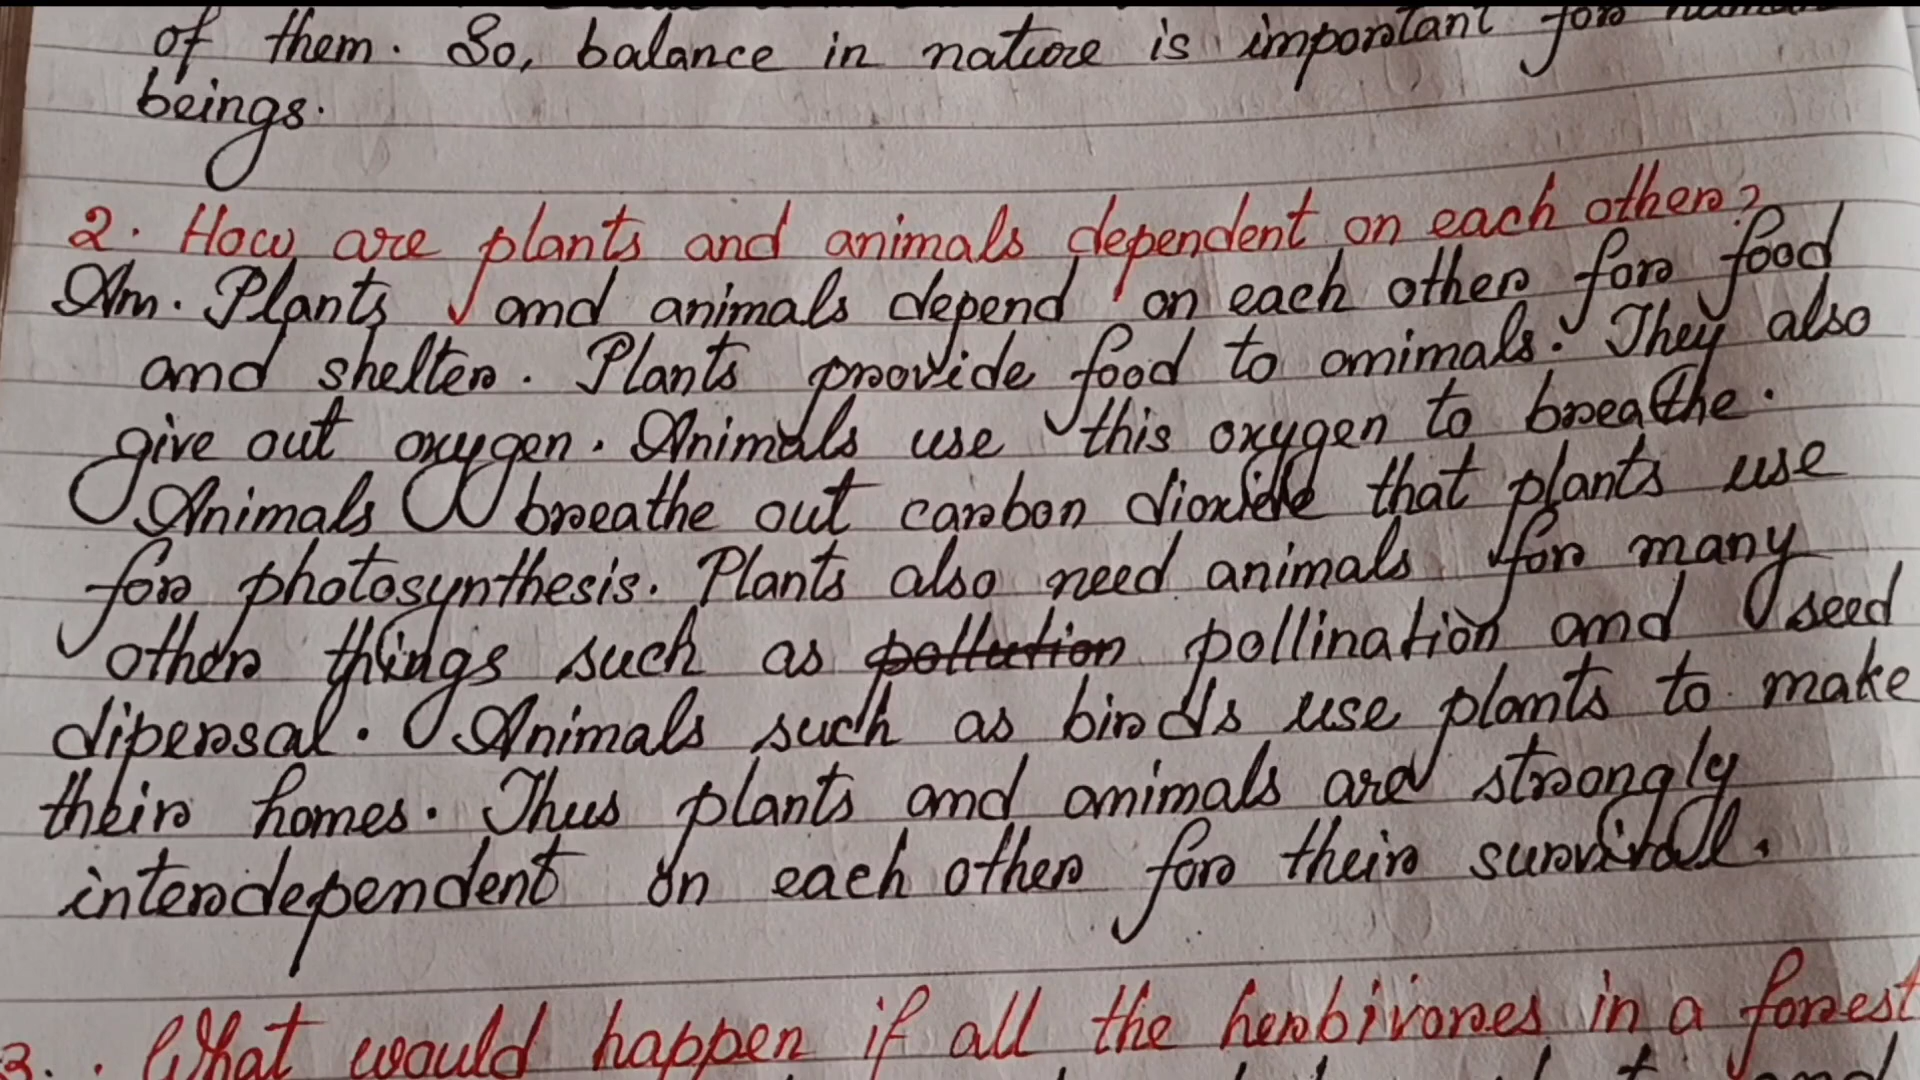 of them. So, balance in nature is important for human
beings.
2. How are plants and animals dependent on each other?
Ans. Plants and animals depend on each other for food
and shelter. Plants provide food to animals. They also
give out oxygen. Animals use this oxygen to breathe.
Animals breathe out carbon dioxide that plants use
for photosynthesis. Plants also need animals for many
other things such as pollution pollination and seed
dipersal. Animals such as birds use plants to make
their homes. Thus plants and animals are strongly
interdependent on each other for their survival.
3. What would happen if all the herbivores in a forest